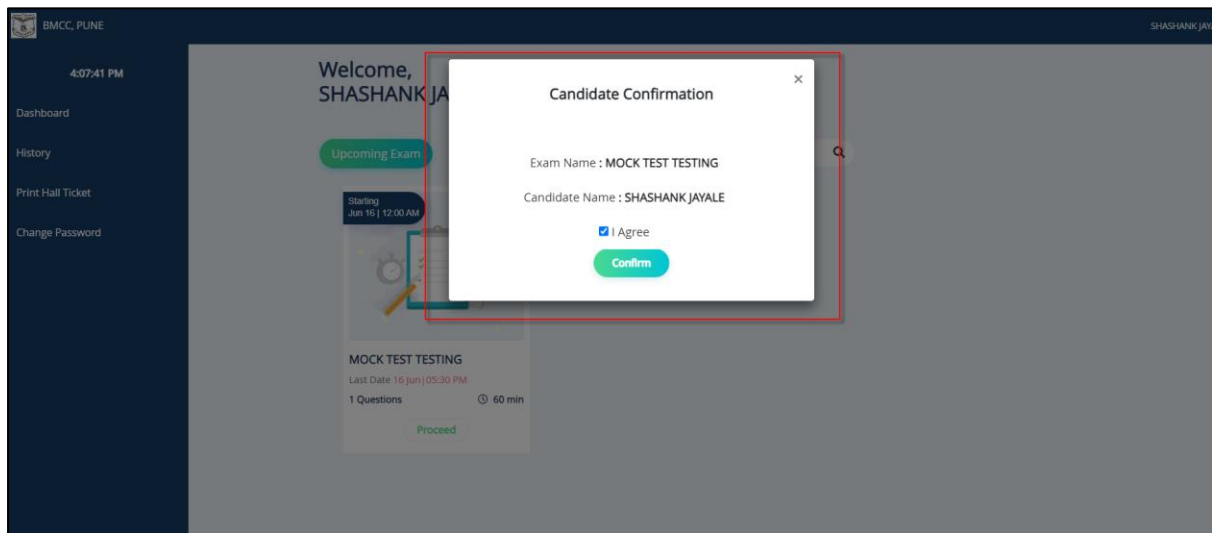 BMCC, PUNE
SHASHANK JAY
4:07:41 PM
Dashboard
History
Print Hall Ticket
Change Password
Welcome,
SHASHANK JA
Upcoming Exam
Starting
Jun 16 | 12:00 AM
MOCK TEST TESTING
Last Date 16 Jun|05:30 PM
1 Questions 60 min
Proceed
×
Candidate Confirmation
Exam Name : MOCK TEST TESTING
Candidate Name : SHASHANK JAYALE
I Agree
Confirm